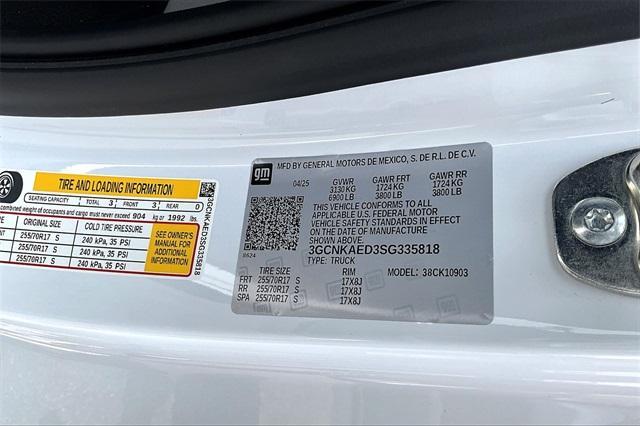 TIRE AND LOADING INFORMATION
SEATING CAPACITY TOTAL 3 FRONT 3 REAR 0
combined weight of occupants and cargo must never exceed 904 kg or 1992 lbs.
ORIGINAL SIZE COLD TIRE PRESSURE
255/70R17 S 240 kPa, 35 PSI
255/70R17 S 240 kPa, 35 PSI
255/70R17 S 240 kPa, 35 PSI
SEE OWNER'S
MANUAL FOR
ADDITIONAL
INFORMATION
3GCNKAED3SG335818
gm
MFD BY GENERAL MOTORS DE MEXICO, S. DE R.L. DE C.V.
04/25 GVWR GAWR FRT GAWR RR
3130 KG 1724 KG 1724 KG
6900 LB 3800 LB 3800 LB
THIS VEHICLE CONFORMS TO ALL
APPLICABLE U.S. FEDERAL MOTOR
VEHICLE SAFETY STANDARDS IN EFFECT
ON THE DATE OF MANUFACTURE
SHOWN ABOVE.
3GCNKAED3SG335818
TYPE: TRUCK
TIRE SIZE RIM MODEL: 38CK10903
FRT 255/70R17 S 17X8J
RR 255/70R17 S 17X8J
SPA 255/70R17 S 17X8J